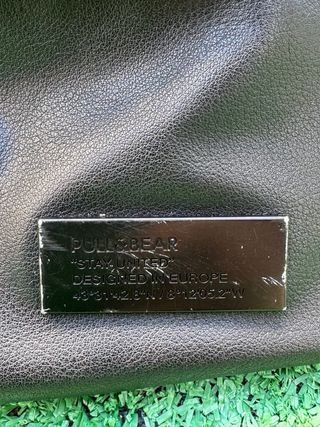 PULL&BEAR
"STAY UNITED"
DESIGNED IN EUROPE
43°31'42.8"N / 8°12'05.2"W